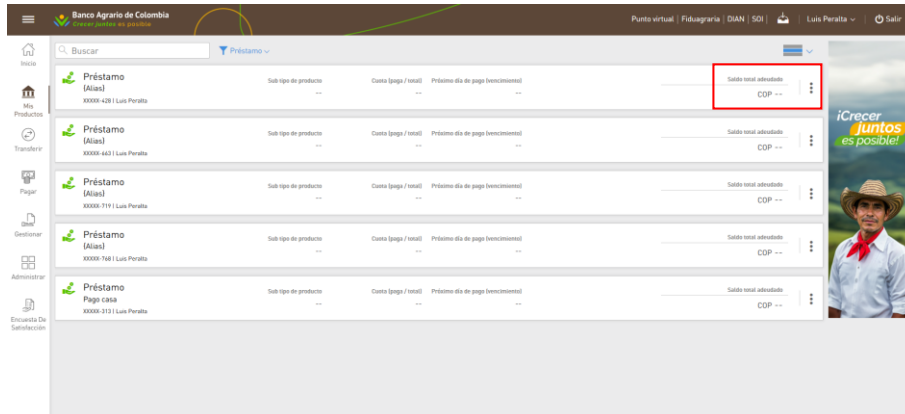 Banco Agrario de Colombia
Crecer juntos es posible
Punto virtual | Fiduagraria | DIAN | SOI |
Luis Peralta
Salir
Inicio
Mis
Productos
Transferir
Pagar
Gestionar
Administrar
Encuesta De
Satisfacción
Buscar
Préstamo
Préstamo
(Alias)
XXXXX-428 | Luis Peralta
Sub tipo de producto
--
Cuota (paga / total)
--
Próximo día de pago (vencimiento)
--
Saldo total adeudado
COP --
Préstamo
(Alias)
XXXXX-663 | Luis Peralta
Sub tipo de producto
--
Cuota (paga / total)
--
Próximo día de pago (vencimiento)
--
Saldo total adeudado
COP --
Préstamo
(Alias)
XXXXX-719 | Luis Peralta
Sub tipo de producto
--
Cuota (paga / total)
--
Próximo día de pago (vencimiento)
--
Saldo total adeudado
COP --
Préstamo
(Alias)
XXXXX-768 | Luis Peralta
Sub tipo de producto
--
Cuota (paga / total)
--
Próximo día de pago (vencimiento)
--
Saldo total adeudado
COP --
Préstamo
Pago casa
XXXXX-313 | Luis Peralta
Sub tipo de producto
--
Cuota (paga / total)
--
Próximo día de pago (vencimiento)
--
Saldo total adeudado
COP --
¡Crecer
juntos
es posible!